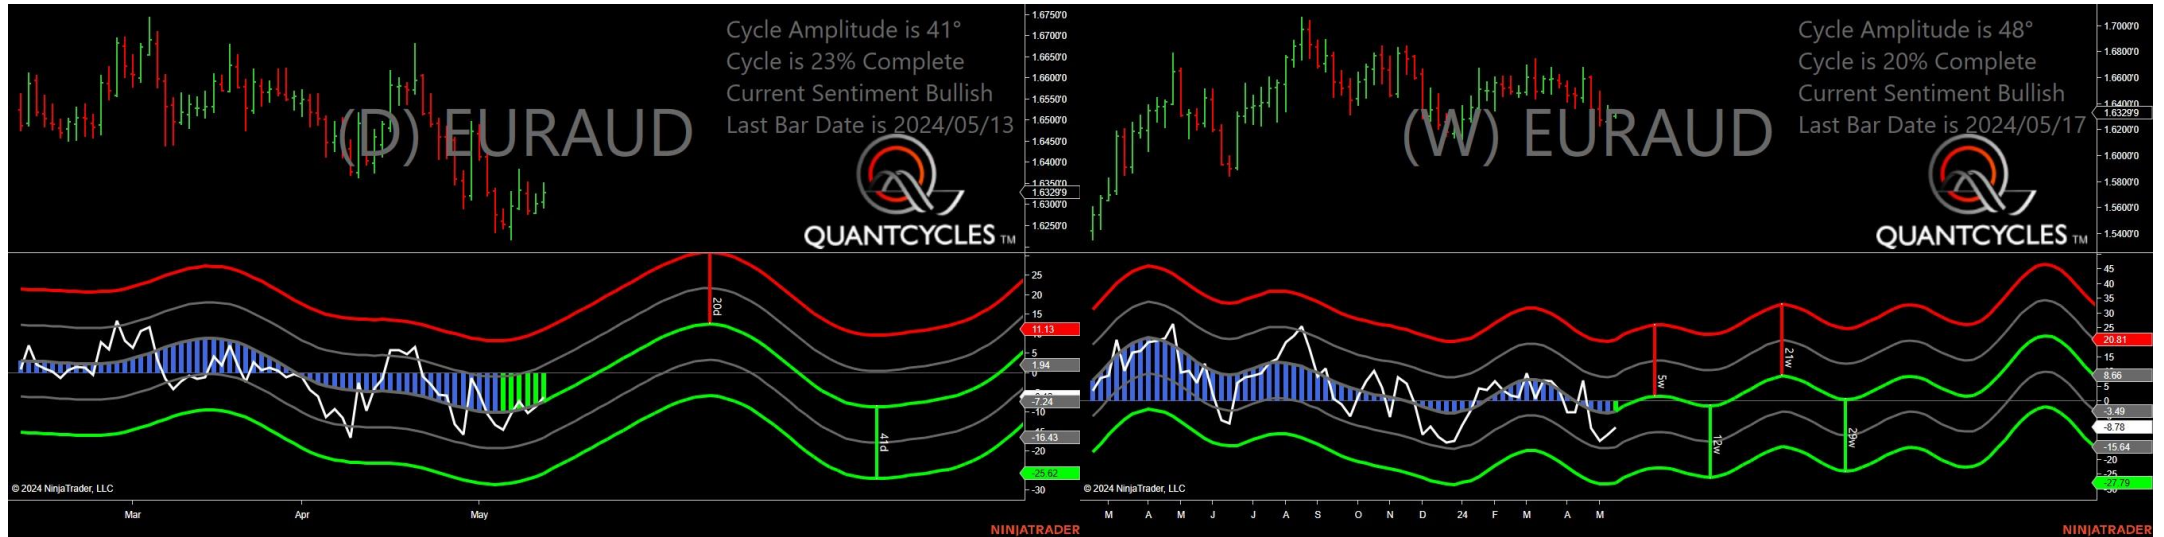 Cycle Amplitude is 41°
Cycle is 23% Complete
Current Sentiment Bullish
Last Bar Date is 2024/05/13
(D) EURAUD
QUANTCYCLES TM
1.6750'0
1.6700'0
1.6650'0
1.6600'0
1.6550'0
1.6500'0
1.6450'0
1.6400'0
1.6350'0
1.6329'9
1.6300'0
1.6250'0
20d
41d
25
20
15
11.13
5
1.94
0
-7.24
-10
-16.43
-20
-25.62
-30
© 2024 NinjaTrader, LLC
Mar
Apr
May
NINJATRADER
Cycle Amplitude is 48°
Cycle is 20% Complete
Current Sentiment Bullish
Last Bar Date is 2024/05/17
(W) EURAUD
QUANTCYCLES TM
1.7000'0
1.6800'0
1.6600'0
1.6400'0
1.6329'9
1.6200'0
1.6000'0
1.5800'0
1.5600'0
1.5400'0
5w
12w
21w
29w
45
35
30
25
20.81
15
8.66
5
0
-3.49
-8.78
-15.64
-20
-25
-27.79
© 2024 NinjaTrader, LLC
M A M J J A S O N D 24 F M A M
NINJATRADER